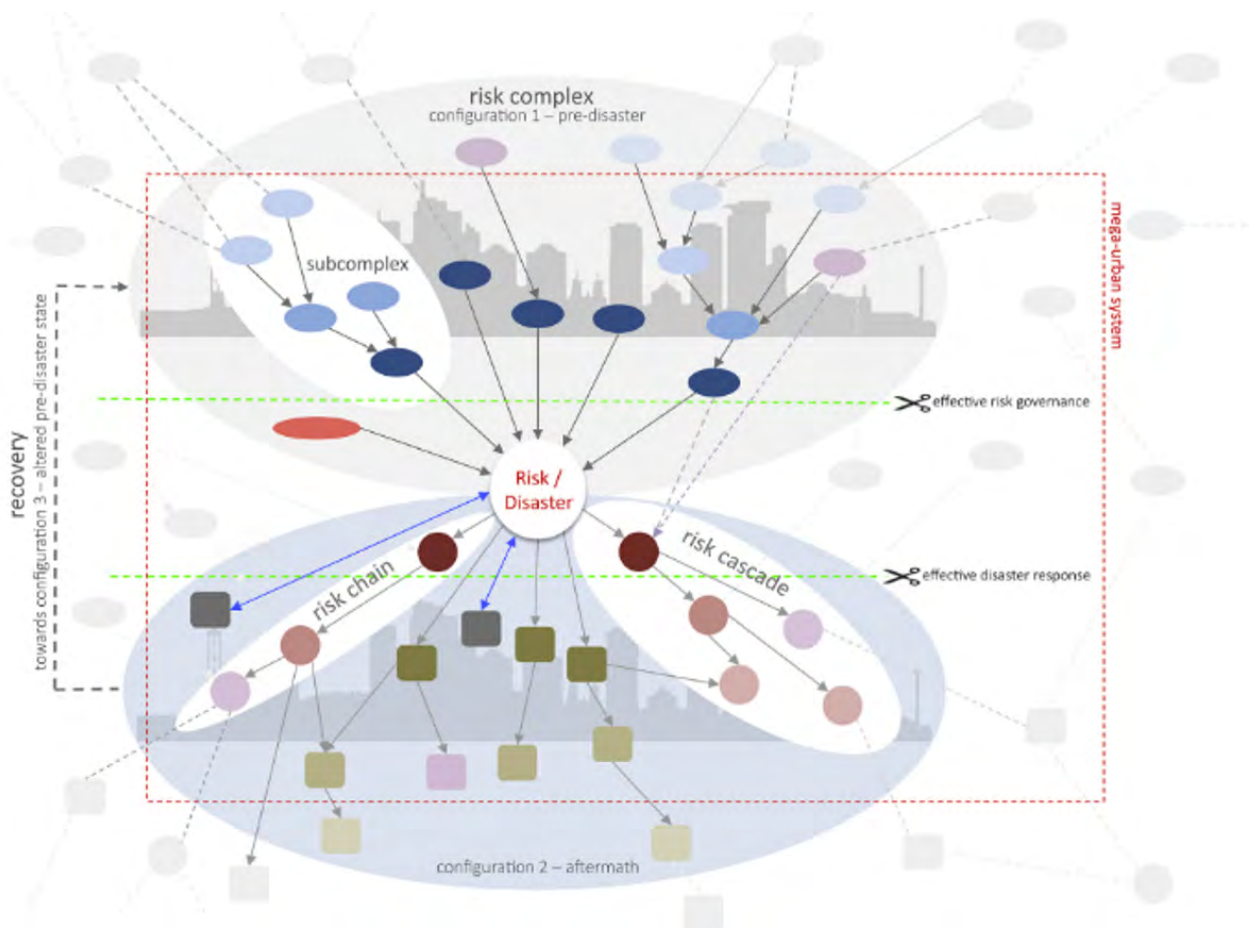 risk complex
configuration 1 – pre-disaster
mega-urban system
subcomplex
effective risk governance
recovery
towards configuration 3 – altered pre-disaster state
Risk /
Disaster
risk chain
risk cascade
effective disaster response
configuration 2 – aftermath